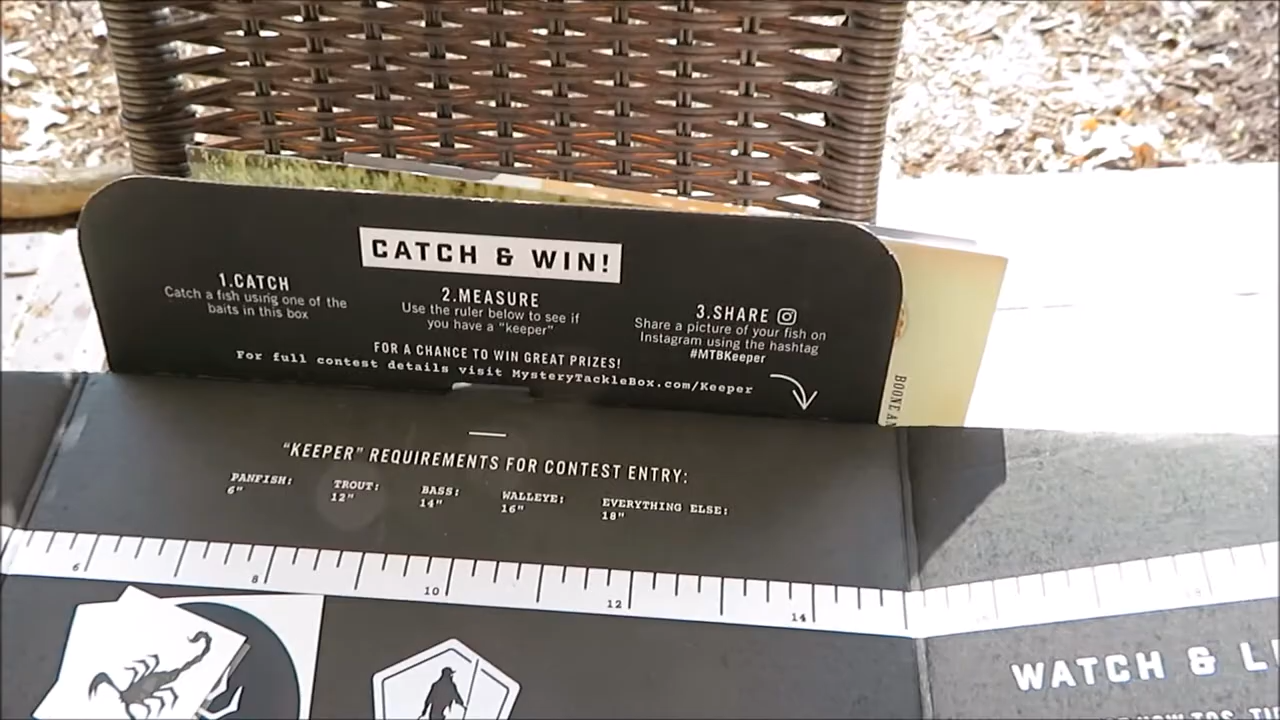 CATCH & WIN!
1.CATCH
Catch a fish using one of the
baits in this box
2.MEASURE
Use the ruler below to see if
you have a "keeper"
3.SHARE
Share a picture of your fish on
Instagram using the hashtag
#MTBKeeper
FOR A CHANCE TO WIN GREAT PRIZES!
For full contest details visit MysteryTackleBox.com/Keeper
BOONE
"KEEPER" REQUIREMENTS FOR CONTEST ENTRY:
PANFISH:
6"
TROUT:
12"
BASS:
14"
WALLEYE:
16"
EVERYTHING ELSE:
18"
6 8 10 12 14
WATCH &